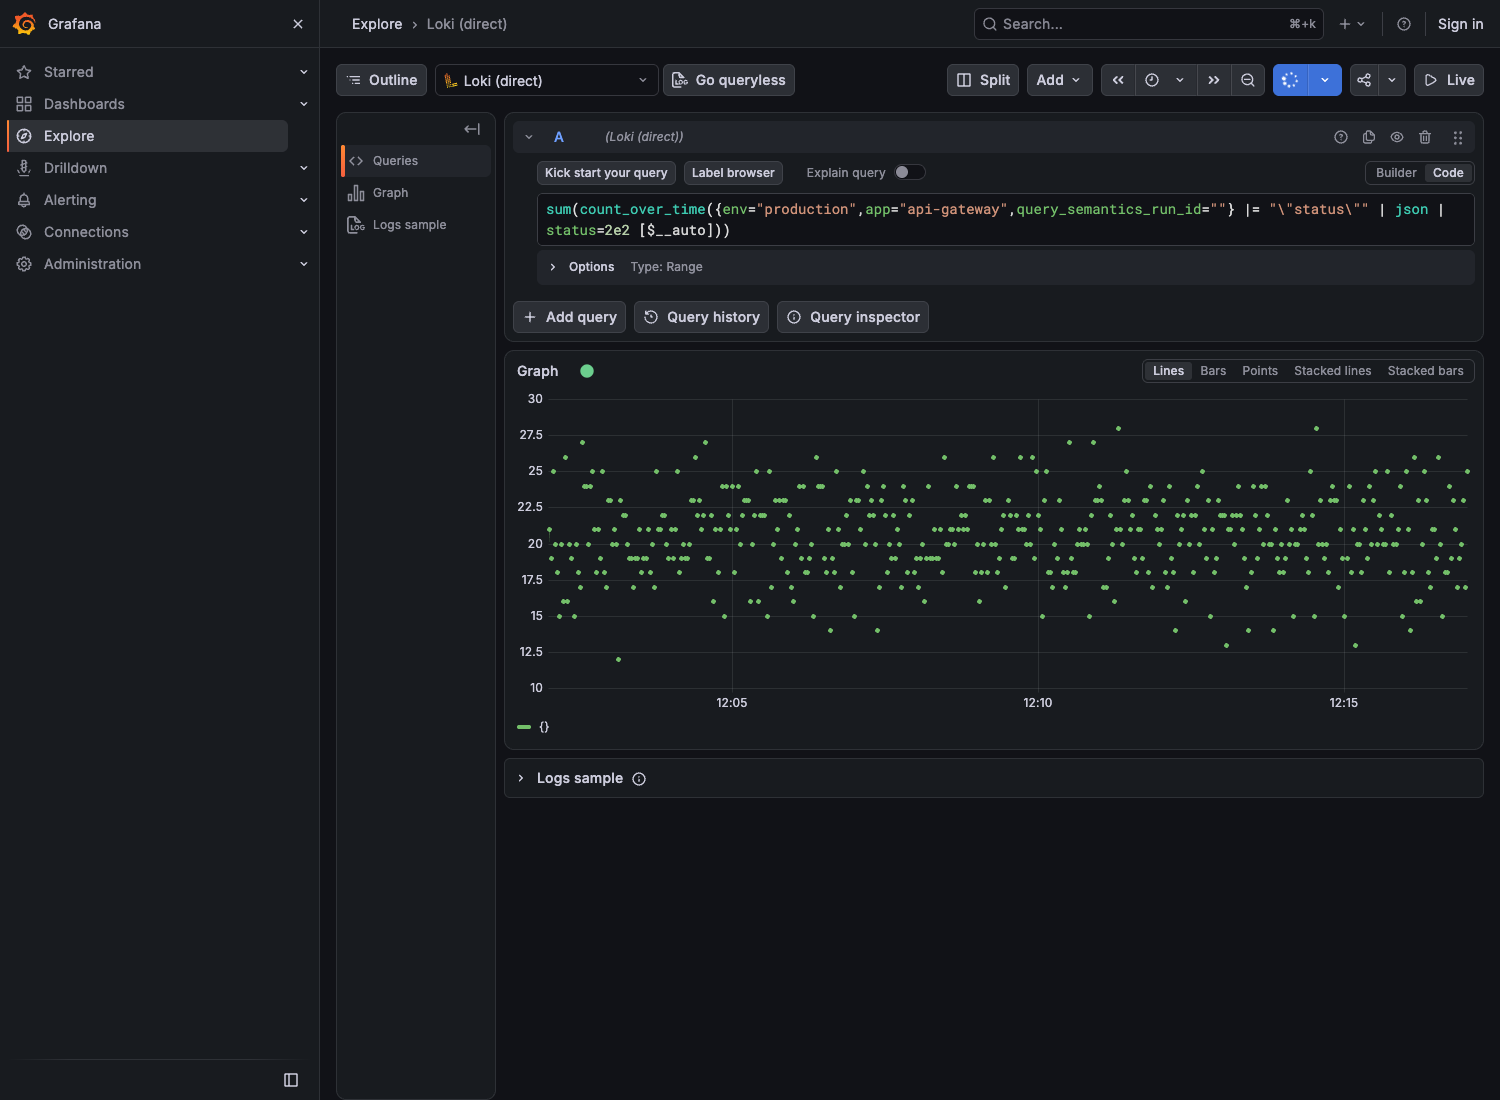 Grafana
Explore › Loki (direct)
Search...
⌘+k
Sign in
Starred
Dashboards
Explore
Drilldown
Alerting
Connections
Administration
Outline
Loki (direct)
Go queryless
Split
Add
Live
Queries
Graph
Logs sample
A
(Loki (direct))
Kick start your query
Label browser
Explain query
Builder
Code
sum(count_over_time({env="production",app="api-gateway",query_semantics_run_id=""} |= "\"status\"" | json |
status=2e2 [$__auto]))
Options
Type: Range
Add query
Query history
Query inspector
Graph
Lines
Bars
Points
Stacked lines
Stacked bars
30
27.5
25
22.5
20
17.5
15
12.5
10
12:05
12:10
12:15
{}
Logs sample